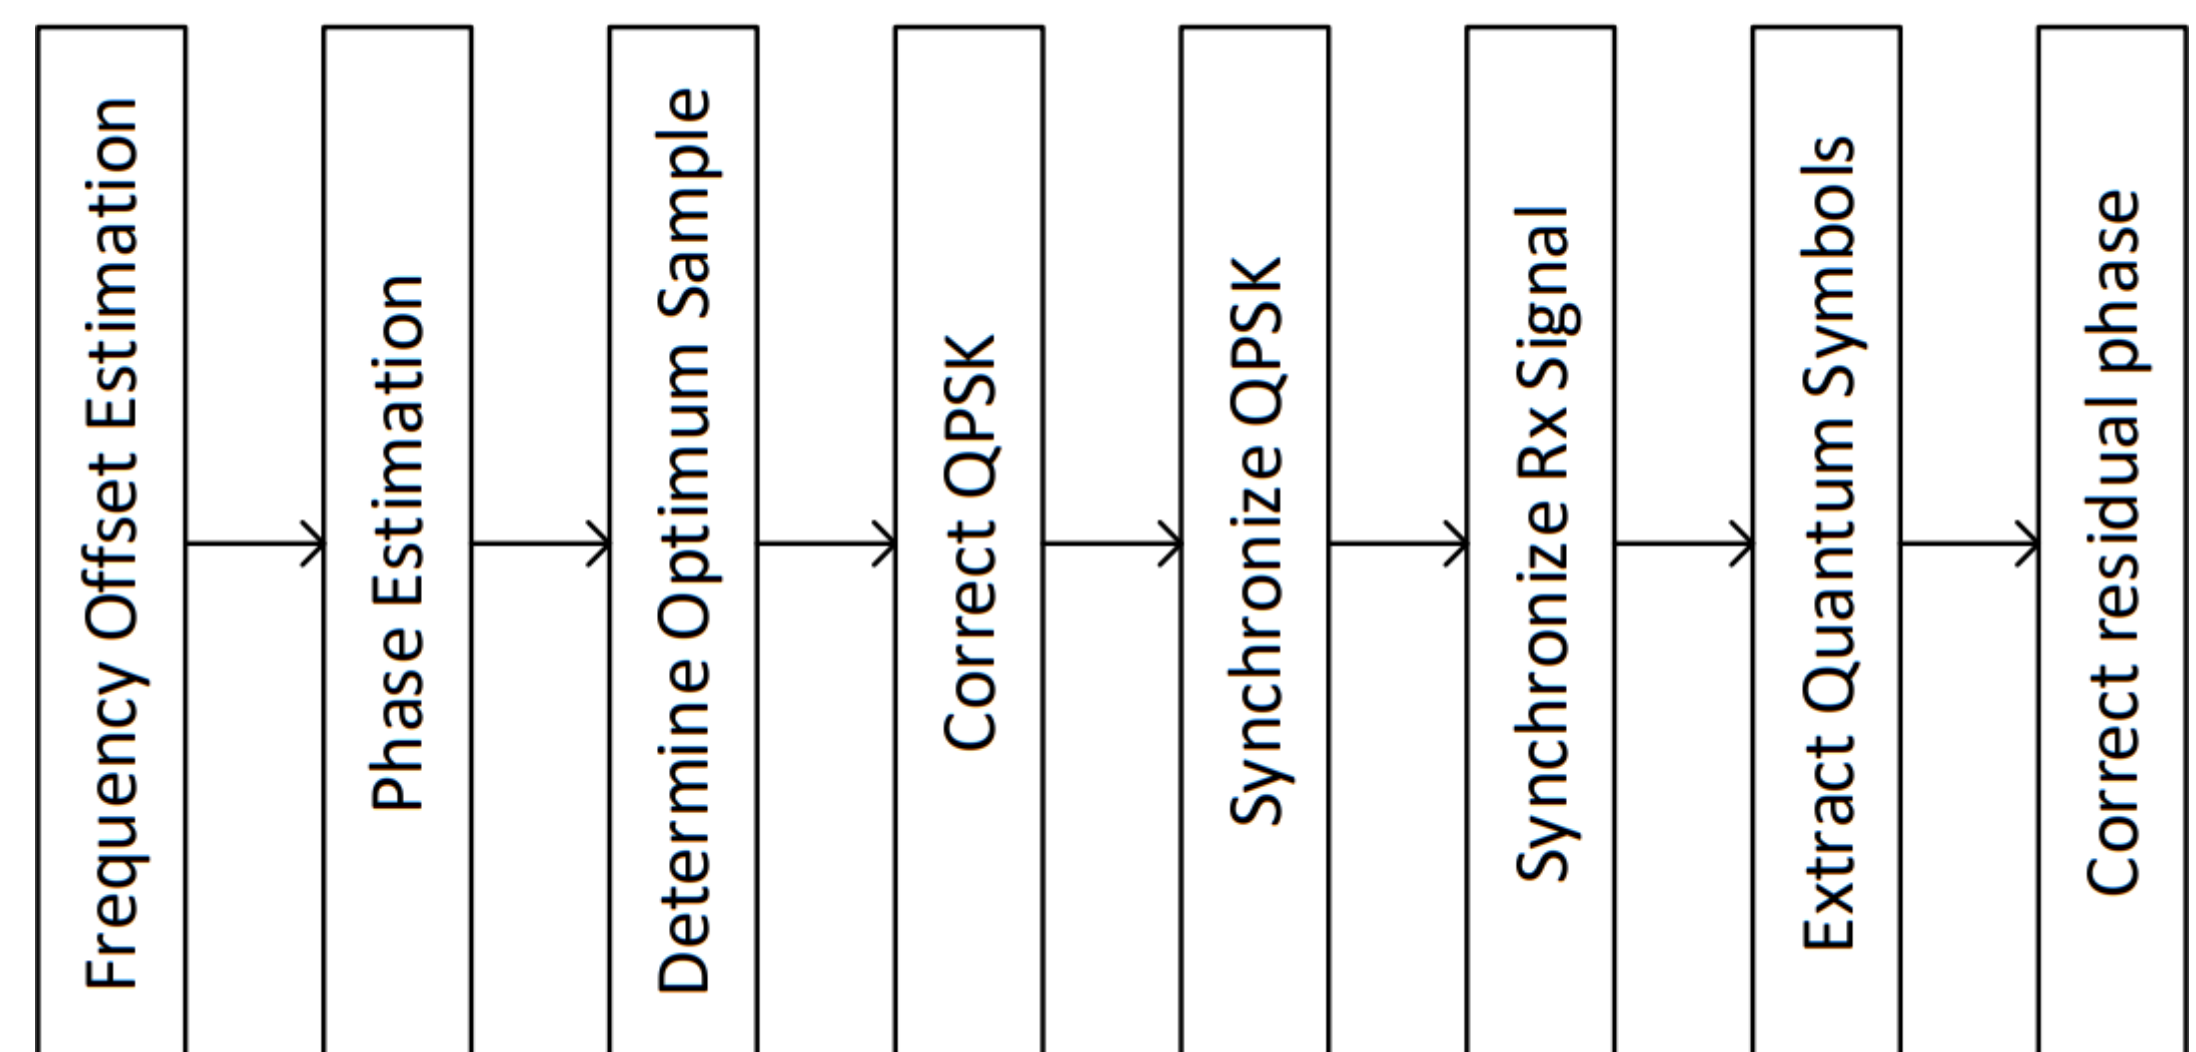 Frequency Offset Estimation
Phase Estimation
Determine Optimum Sample
Correct QPSK
Synchronize QPSK
Synchronize Rx Signal
Extract Quantum Symbols
Correct residual phase